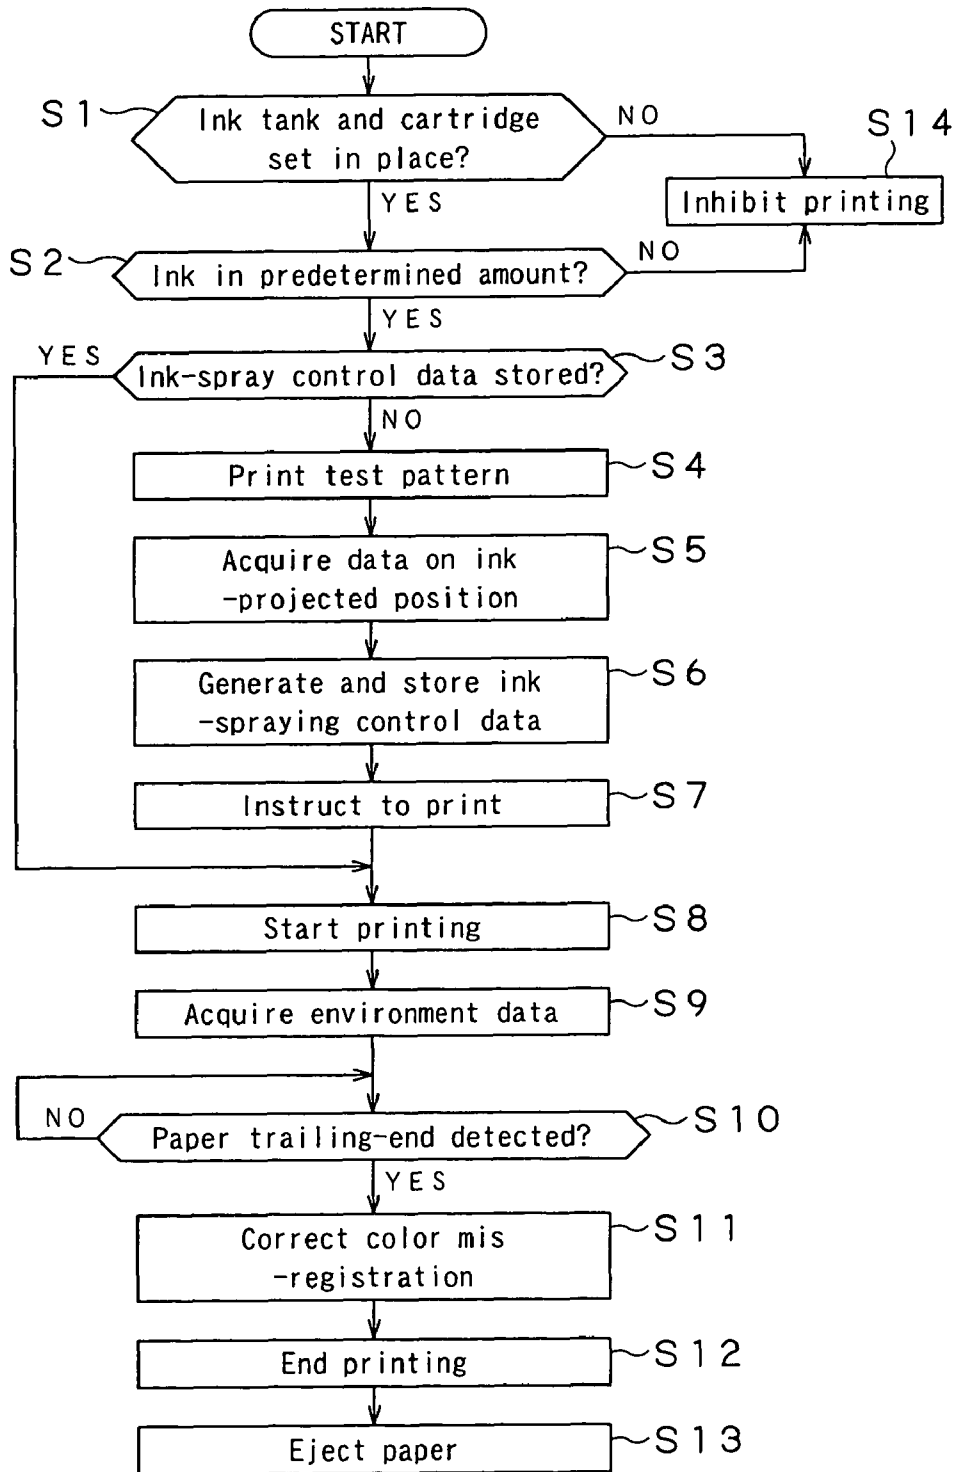 START
S1
Ink tank and cartridge
set in place?
NO
S14
Inhibit printing
YES
S2
Ink in predetermined amount?
NO
YES
YES
Ink-spray control data stored?
S3
NO
Print test pattern
S4
Acquire data on ink
-projected position
S5
Generate and store ink
-spraying control data
S6
Instruct to print
S7
Start printing
S8
Acquire environment data
S9
NO
Paper trailing-end detected?
S10
YES
Correct color mis
-registration
S11
End printing
S12
Eject paper
S13